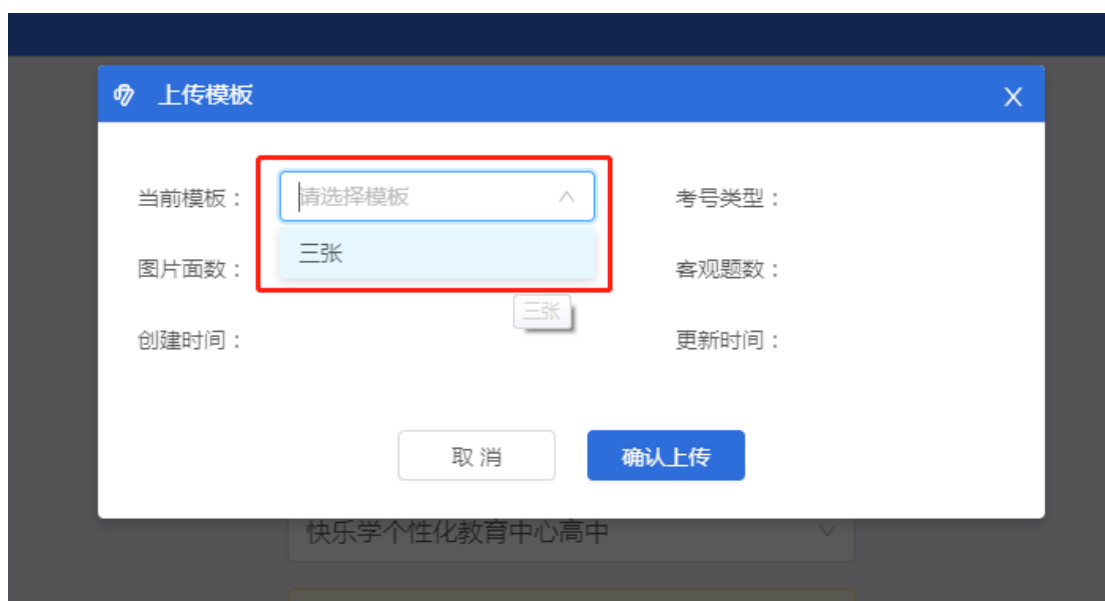 上传模板 X
当前模板： 请选择模板 考号类型：
三张
图片面数： 客观题数：
三张
创建时间： 更新时间：
取 消 确认上传
快乐学个性化教育中心高中